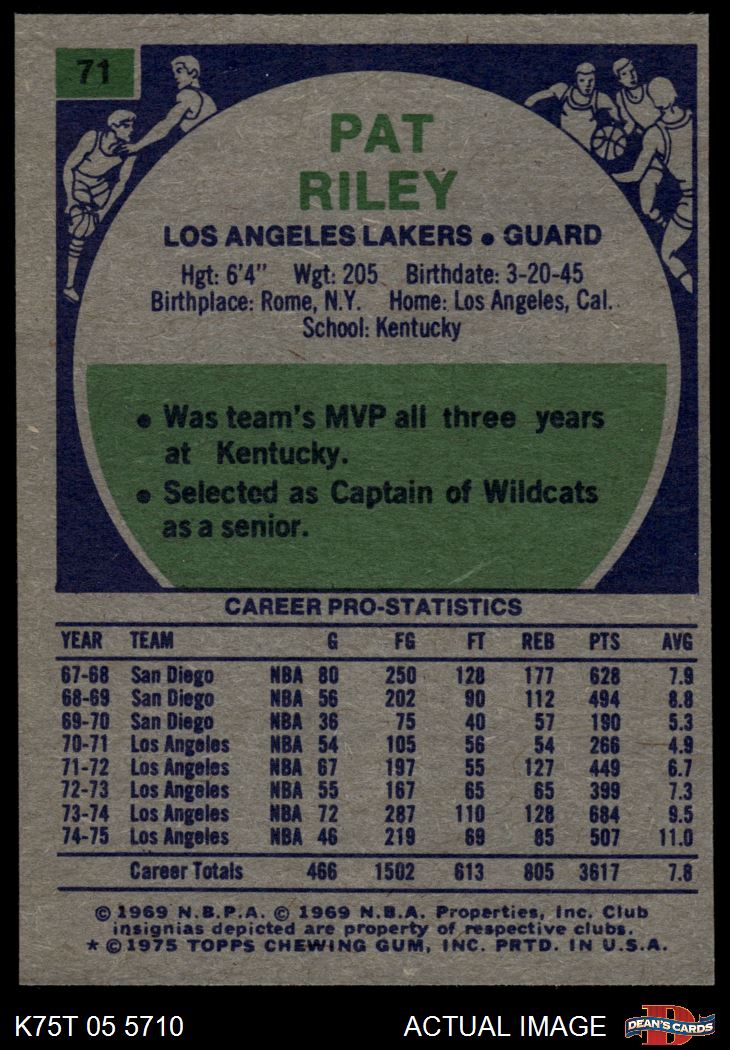 71
PAT
RILEY
LOS ANGELES LAKERS • GUARD
Hgt: 6'4" Wgt: 205 Birthdate: 3-20-45
Birthplace: Rome, N.Y. Home: Los Angeles, Cal.
School: Kentucky
• Was team's MVP all three years
at Kentucky.
• Selected as Captain of Wildcats
as a senior.
CAREER PRO-STATISTICS
YEAR TEAM G FG FT REB PTS AVG
67-68 San Diego NBA 80 250 128 177 628 7.9
68-69 San Diego NBA 56 202 90 112 494 8.8
69-70 San Diego NBA 36 75 40 57 190 5.3
70-71 Los Angeles NBA 54 105 56 54 266 4.9
71-72 Los Angeles NBA 67 197 55 127 449 6.7
72-73 Los Angeles NBA 55 167 65 65 399 7.3
73-74 Los Angeles NBA 72 287 110 128 684 9.5
74-75 Los Angeles NBA 46 219 69 85 507 11.0
Career Totals 466 1502 613 805 3617 7.8
© 1969 N.B.P.A. © 1969 N.B.A. Properties, Inc. Club
insignias depicted are property of respective clubs.
* © 1975 TOPPS CHEWING GUM, INC. PRTD. IN U.S.A.
K75T 05 5710 ACTUAL IMAGE D DEAN'S CARDS